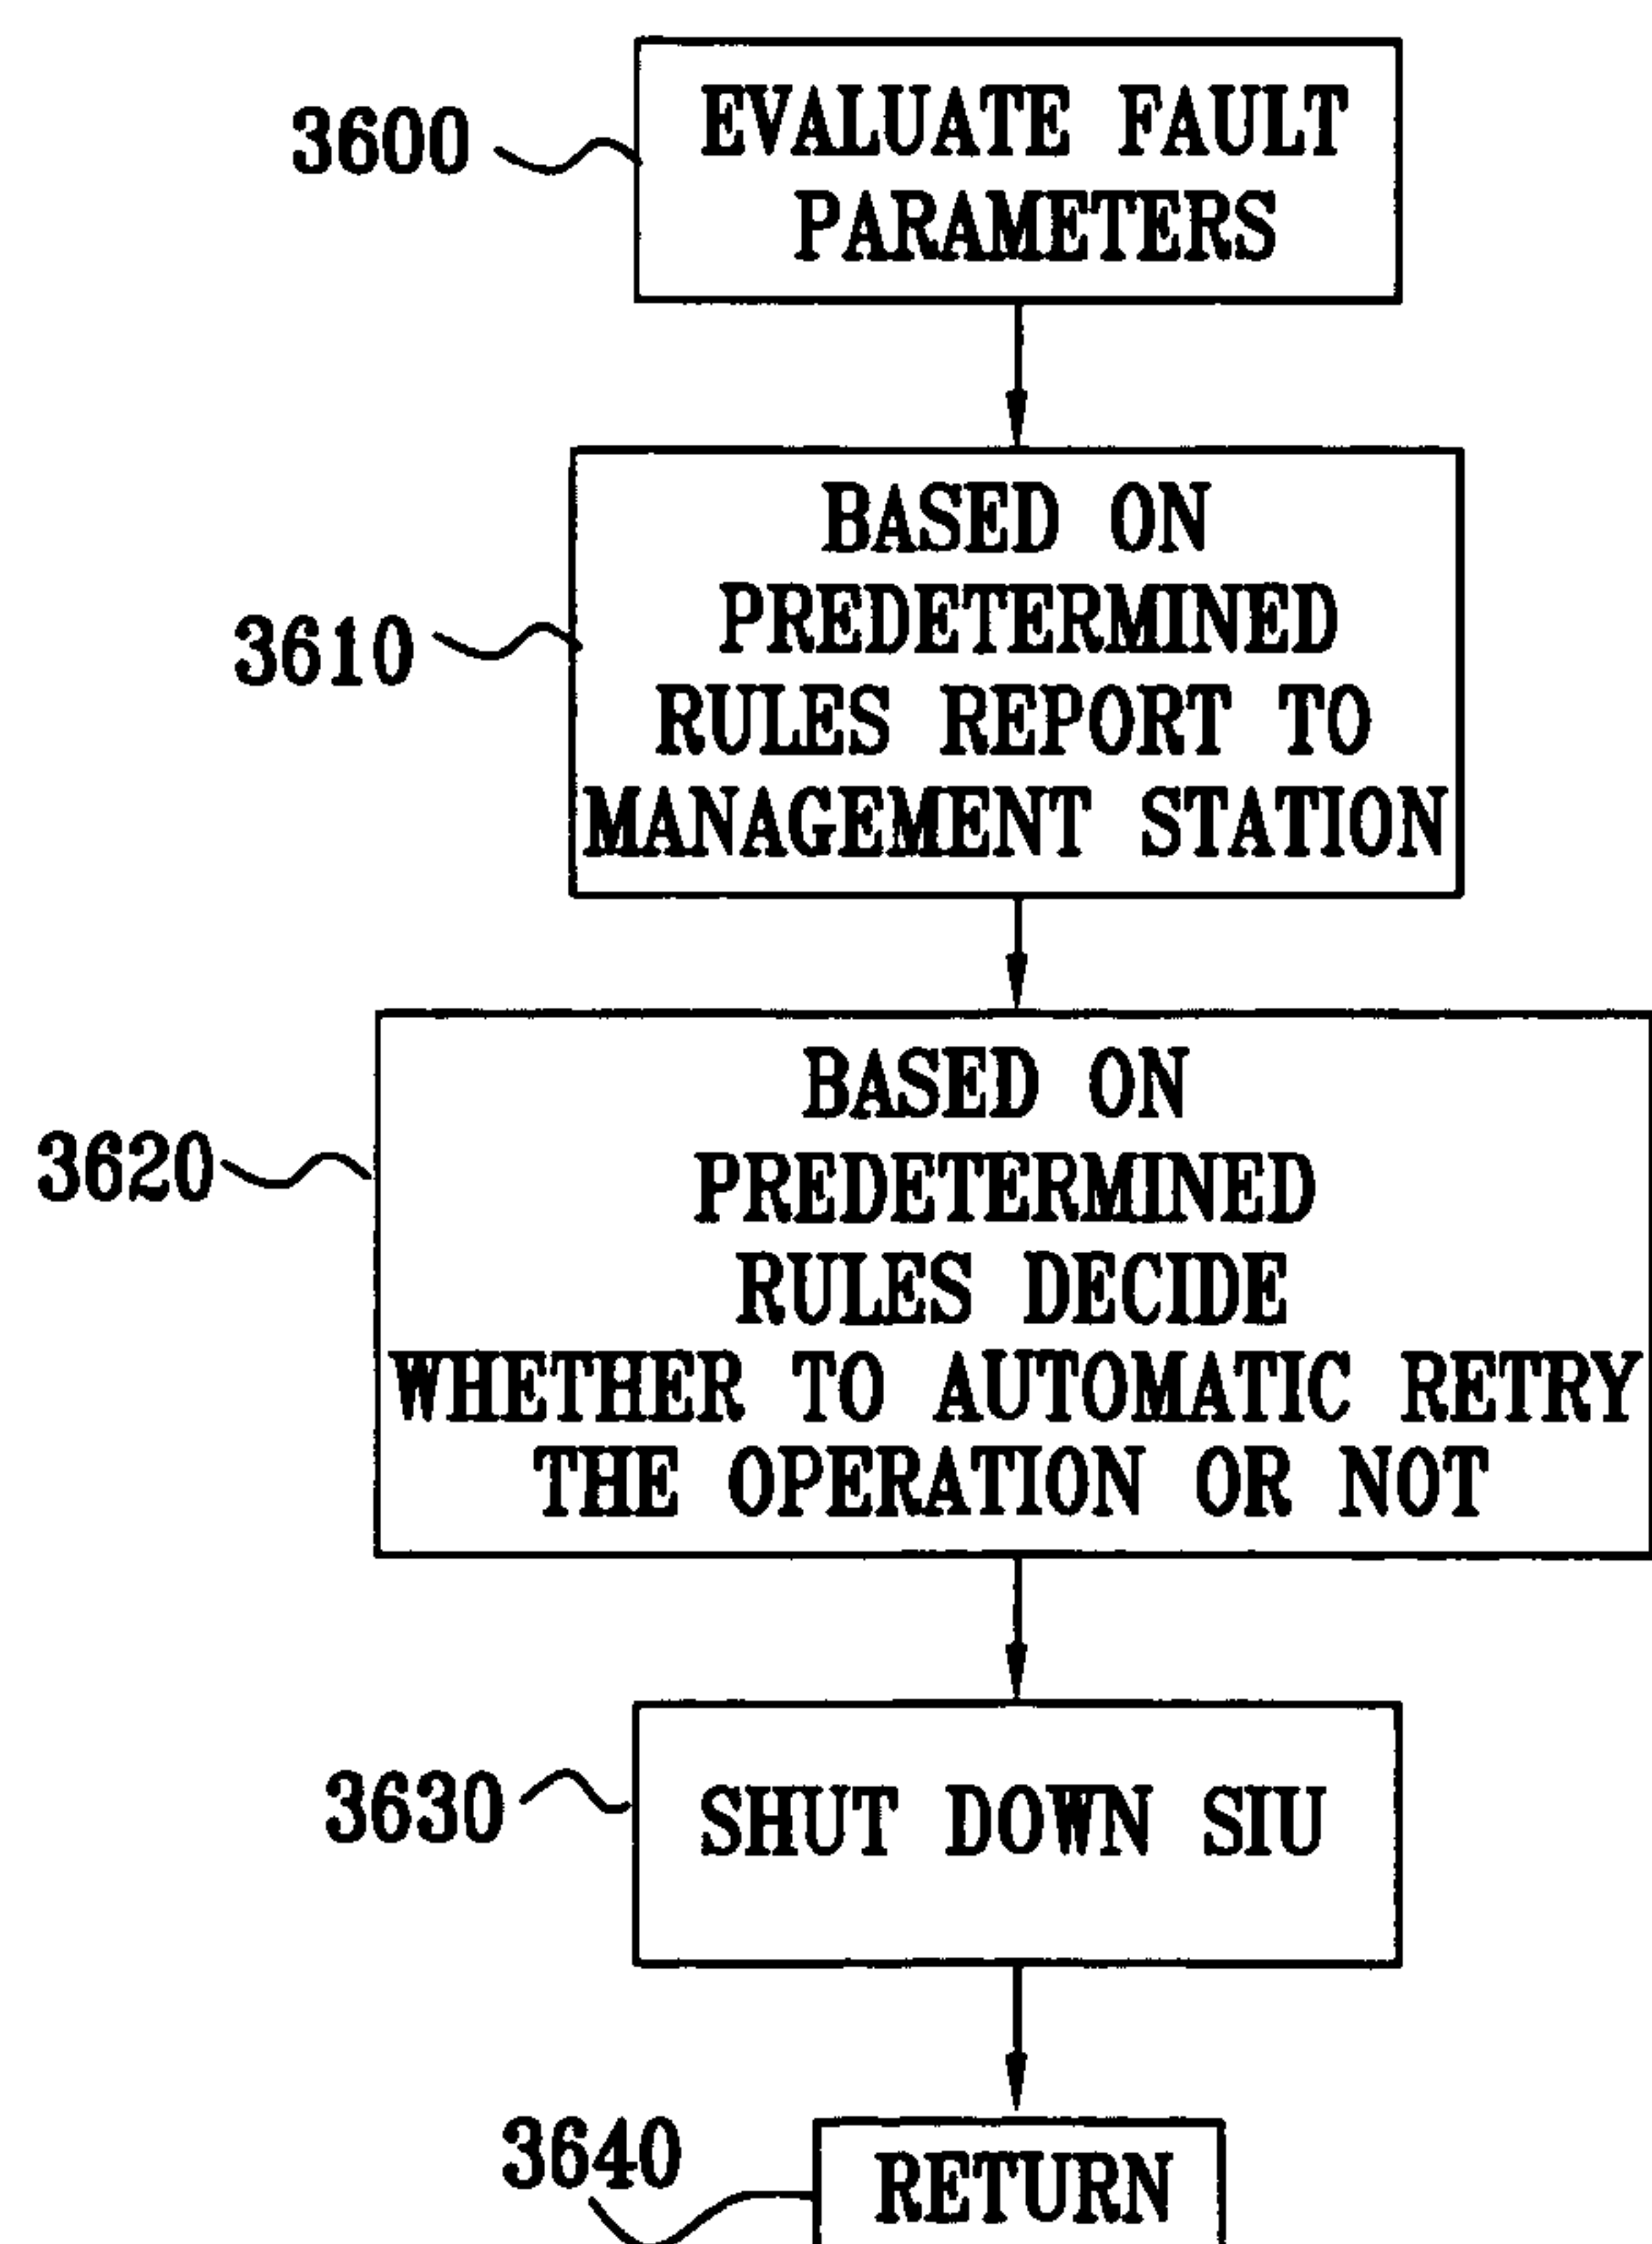 3600
EVALUATE FAULT
PARAMETERS
3610
BASED ON
PREDETERMINED
RULES REPORT TO
MANAGEMENT STATION
3620
BASED ON
PREDETERMINED
RULES DECIDE
WHETHER TO AUTOMATIC RETRY
THE OPERATION OR NOT
3630
SHUT DOWN SIU
3640
RETURN